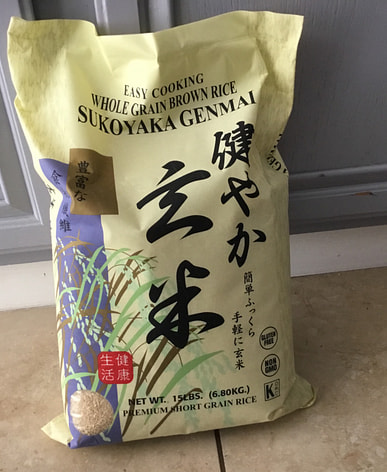 EASY COOKING
WHOLE GRAIN BROWN RICE
SUKOYAKA GENMAI
健やか
玄米
豊富な
維
簡単ふっくら
手軽に玄米
GLUTEN FREE
NON GMO
K
健康
生活
NET WT. 15LBS. (6.80KG.)
PREMIUM SHORT GRAIN RICE